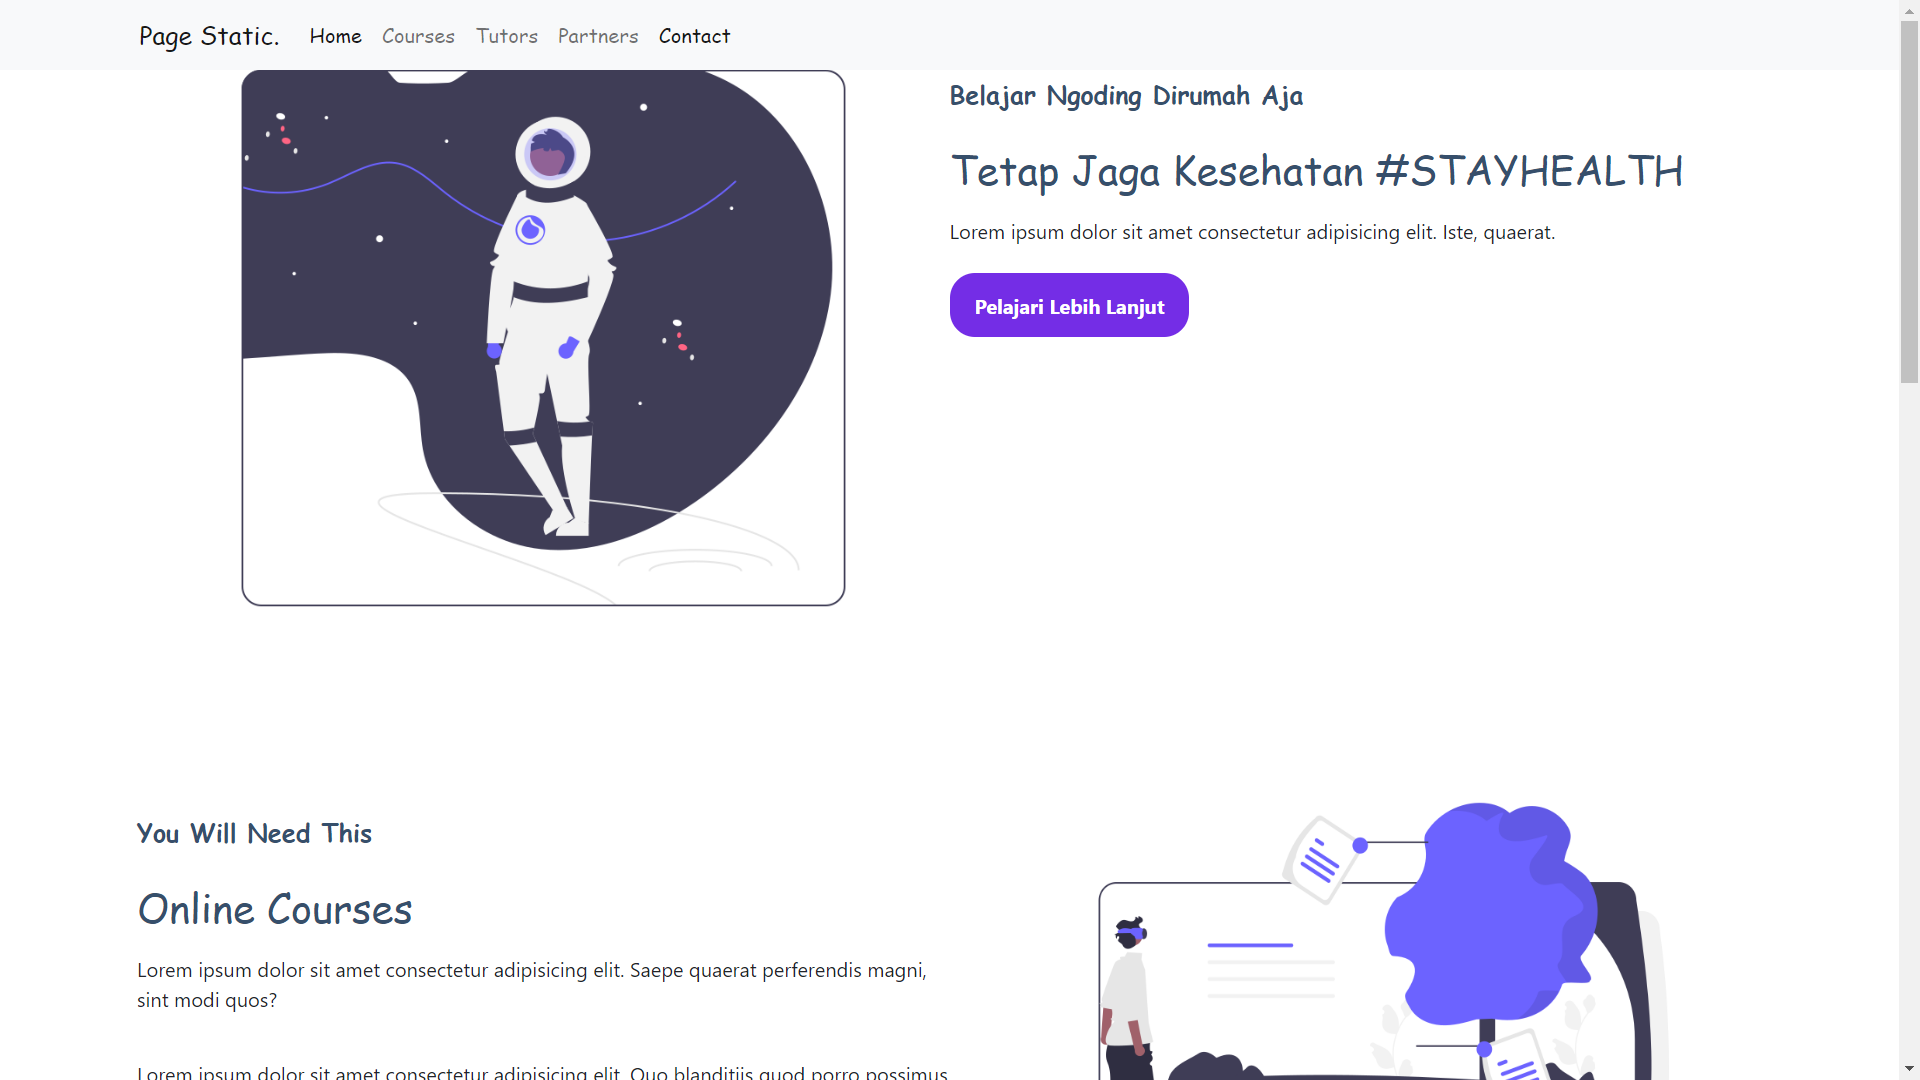 Page Static. Home Courses Tutors Partners Contact
Belajar Ngoding Dirumah Aja
Tetap Jaga Kesehatan #STAYHEALTH
Lorem ipsum dolor sit amet consectetur adipisicing elit. Iste, quaerat.
Pelajari Lebih Lanjut
You Will Need This
Online Courses
Lorem ipsum dolor sit amet consectetur adipisicing elit. Saepe quaerat perferendis magni,
sint modi quos?
Lorem ipsum dolor sit amet consectetur adipisicing elit. Quo blanditiis quod porro possimus